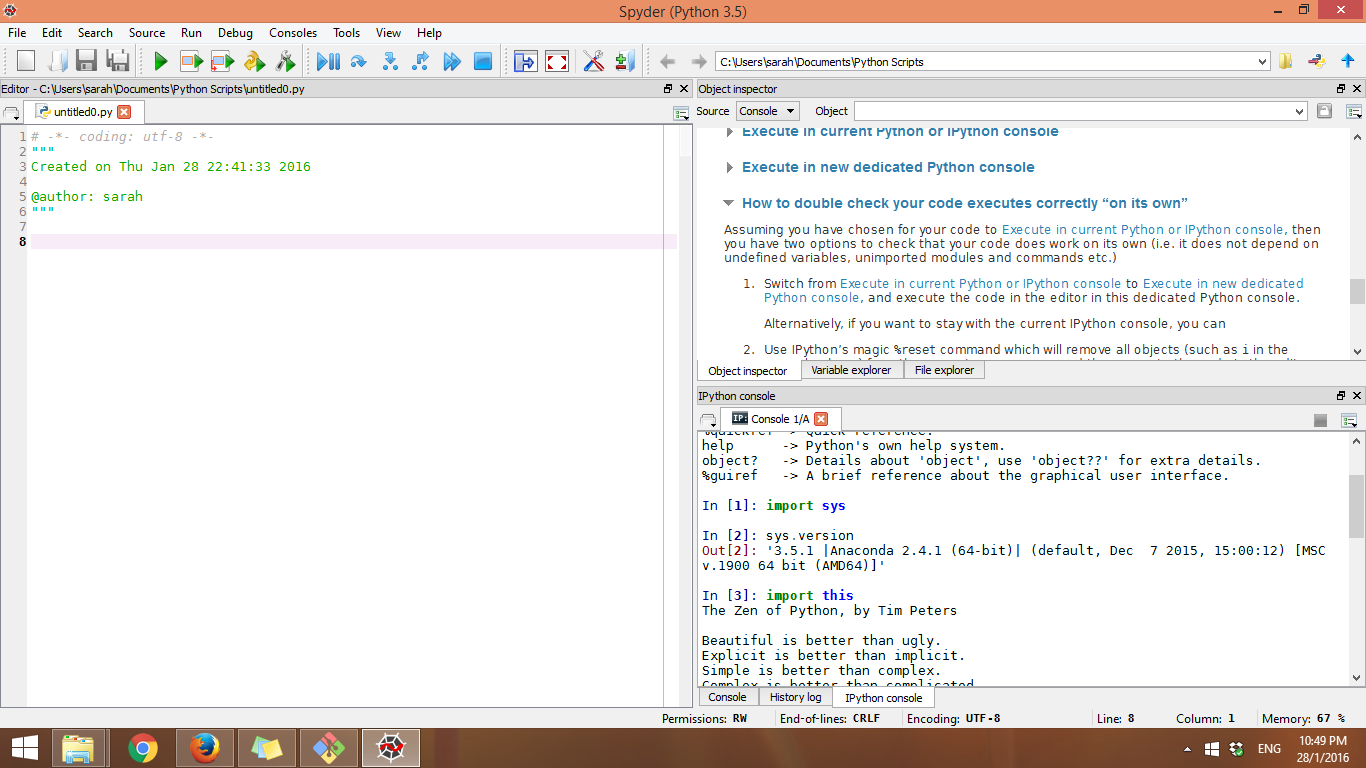 Spyder (Python 3.5)
File Edit Search Source Run Debug Consoles Tools View Help
C:\Users\sarah\Documents\Python Scripts
Editor - C:\Users\sarah\Documents\Python Scripts\untitled0.py
untitled0.py
1 # -*- coding: utf-8 -*-
2 """
3 Created on Thu Jan 28 22:41:33 2016
4
5 @author: sarah
6 """
7
8
Object inspector
Source Console Object
Execute in current Python or IPython console
Execute in new dedicated Python console
How to double check your code executes correctly “on its own”
Assuming you have chosen for your code to Execute in current Python or IPython console, then
you have two options to check that your code does work on its own (i.e. it does not depend on
undefined variables, unimported modules and commands etc.)
1. Switch from Execute in current Python or IPython console to Execute in new dedicated
Python console, and execute the code in the editor in this dedicated Python console.
Alternatively, if you want to stay with the current IPython console, you can
2. Use IPython’s magic %reset command which will remove all objects (such as i in the
Object inspector Variable explorer File explorer
IPython console
IP: Console 1/A
%quickref -> Quick reference.
help -> Python's own help system.
object? -> Details about 'object', use 'object??' for extra details.
%guiref -> A brief reference about the graphical user interface.
In [1]: import sys
In [2]: sys.version
Out[2]: '3.5.1 |Anaconda 2.4.1 (64-bit)| (default, Dec  7 2015, 15:00:12) [MSC
v.1900 64 bit (AMD64)]'
In [3]: import this
The Zen of Python, by Tim Peters
Beautiful is better than ugly.
Explicit is better than implicit.
Simple is better than complex.
Complex is better than complicated.
Console History log IPython console
Permissions: RW End-of-lines: CRLF Encoding: UTF-8 Line: 8 Column: 1 Memory: 67 %
ENG
10:49 PM
28/1/2016